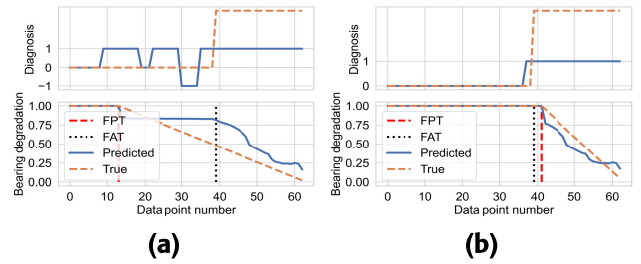 Diagnosis
1
0
−1
Bearing degradation
1.00
0.75
0.50
0.25
0.00
FPT
FAT
Predicted
True
0 10 20 30 40 50 60
Data point number
(a)
Diagnosis
1
0
Bearing degradation
1.00
0.75
0.50
0.25
0.00
FPT
FAT
Predicted
True
0 10 20 30 40 50 60
Data point number
(b)